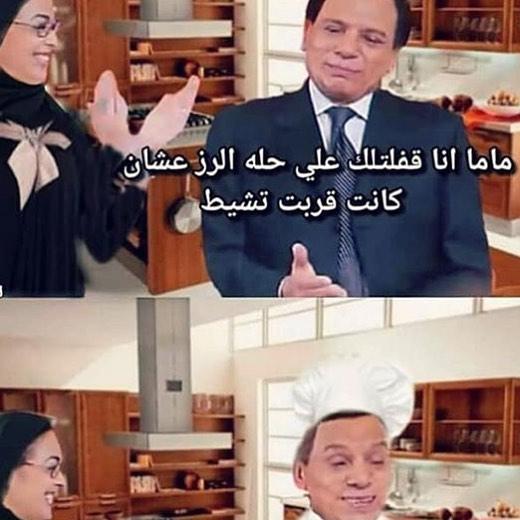 ماما انا قفلتلك علي حله الرز عشان
كانت قربت تشيط